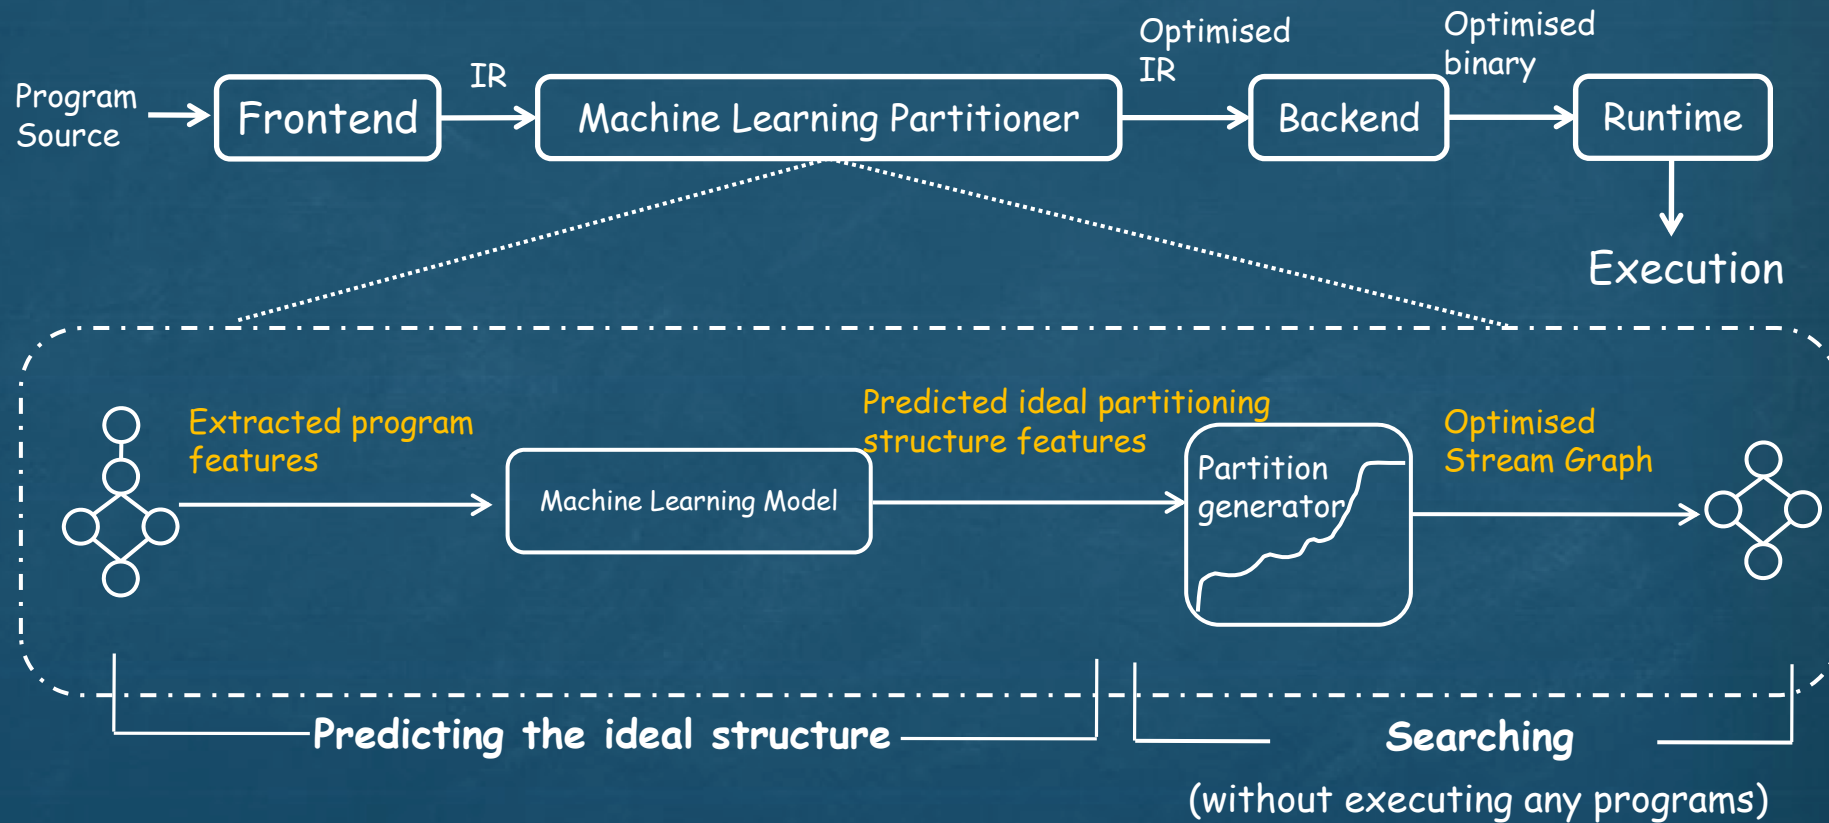 Program
Source
Frontend
IR
Machine Learning Partitioner
Optimised
IR
Backend
Optimised
binary
Runtime
Execution
Extracted program
features
Machine Learning Model
Predicted ideal partitioning
structure features
Partition
generator
Optimised
Stream Graph
Predicting the ideal structure
Searching
(without executing any programs)